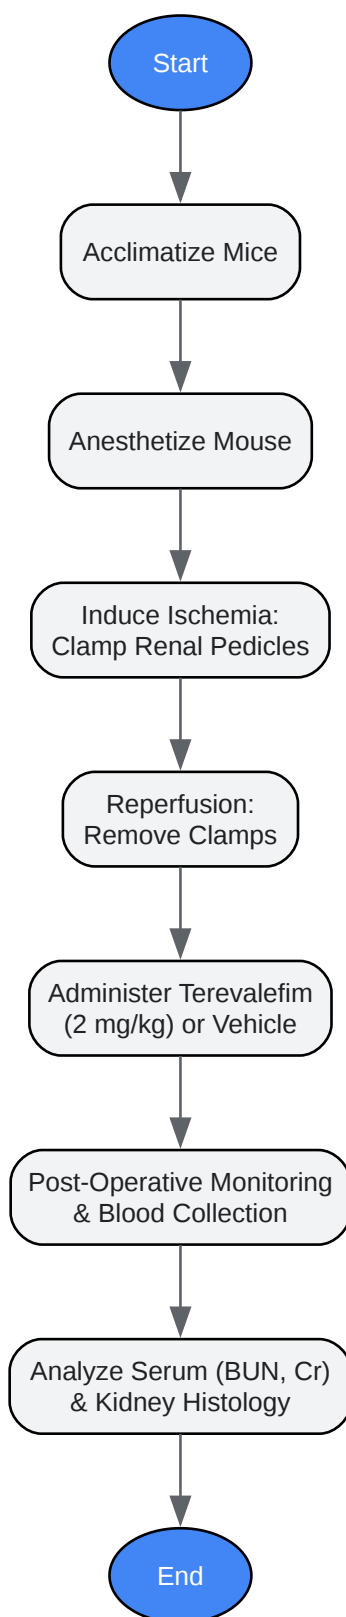 Start
Acclimatize Mice
Anesthetize Mouse
Induce Ischemia:
Clamp Renal Pedicles
Reperfusion:
Remove Clamps
Administer Terevalefim
(2 mg/kg) or Vehicle
Post-Operative Monitoring
& Blood Collection
Analyze Serum (BUN, Cr)
& Kidney Histology
End